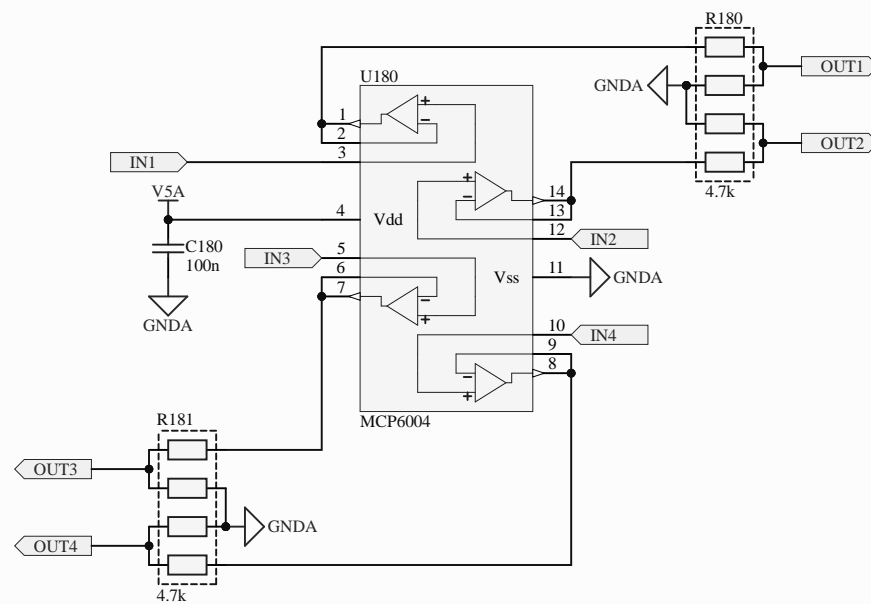 R180
U180
OUT1
GNDA
1
+
−
2
OUT2
3
IN1
4.7k
+
14
V5A
−
13
4
Vdd
12
IN2
C180
100n
5
IN3
Vss
11
GNDA
6
7
−
+
GNDA
10
IN4
9
8
−
+
MCP6004
R181
OUT3
GNDA
OUT4
4.7k